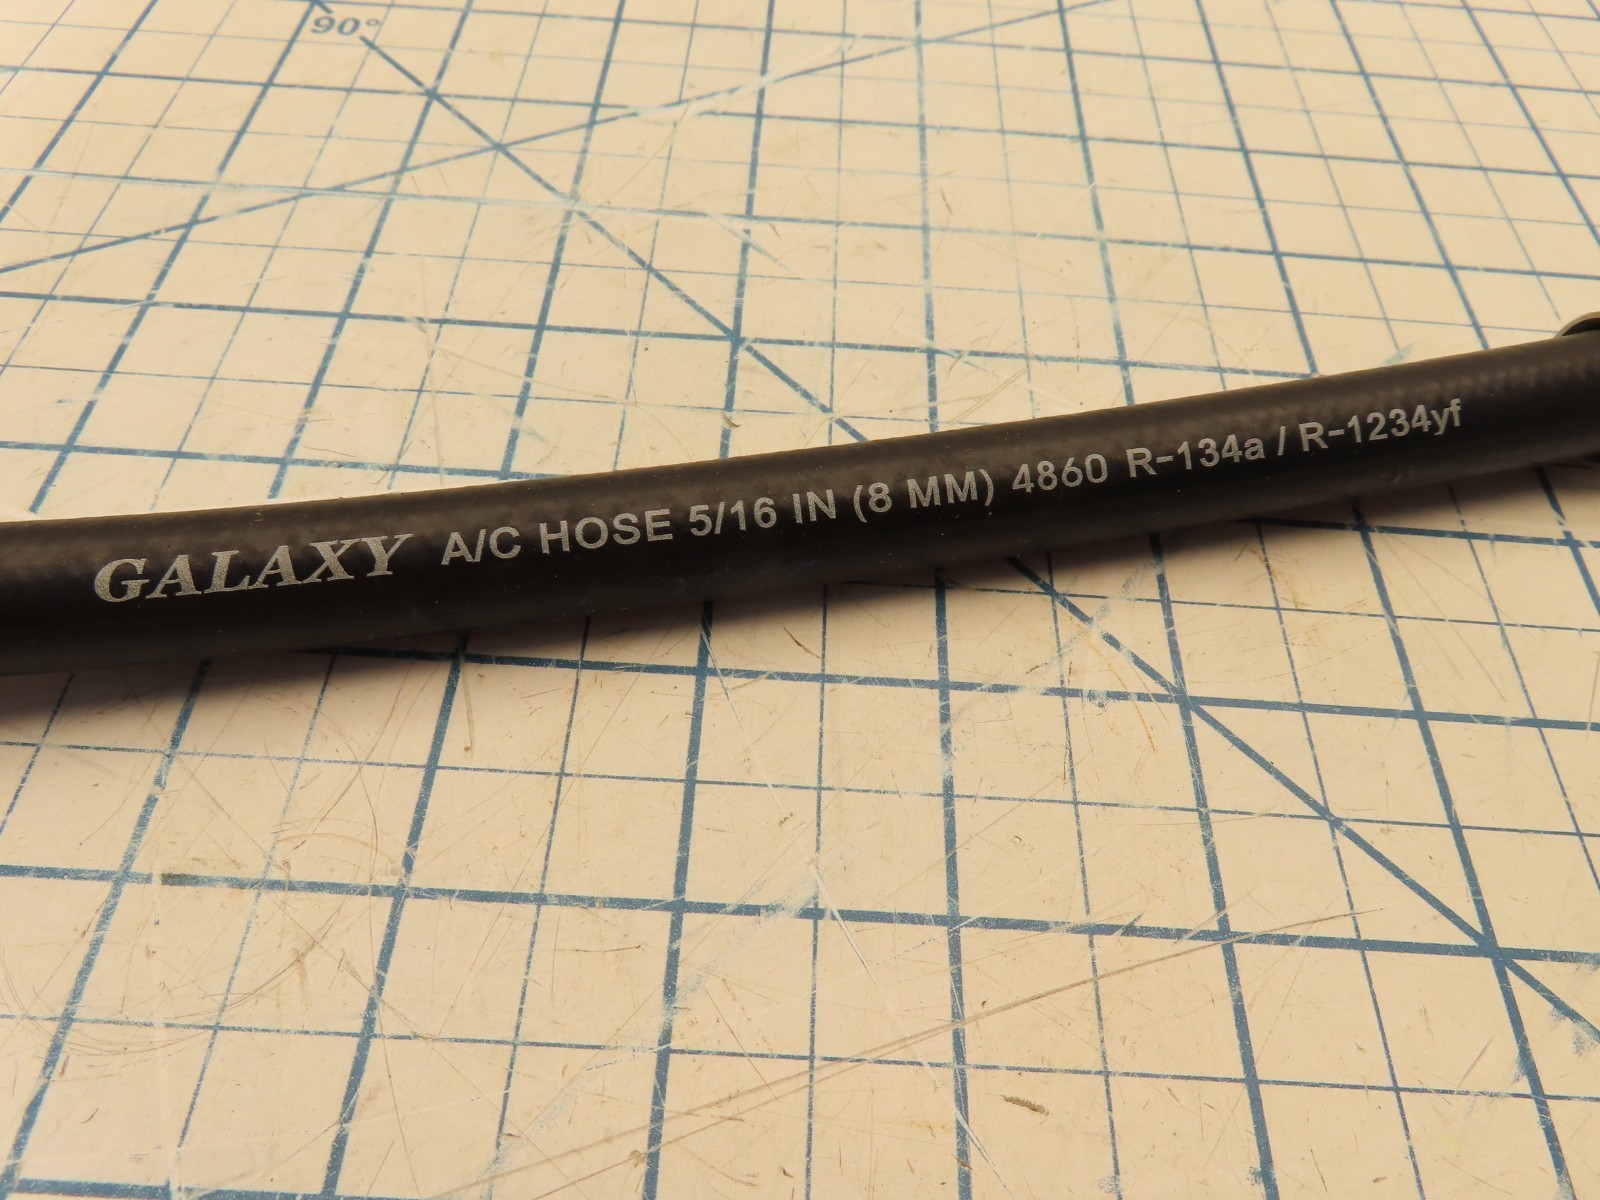 90°
GALAXY A/C HOSE 5/16 IN (8 MM) 4860 R-134a / R-1234yf